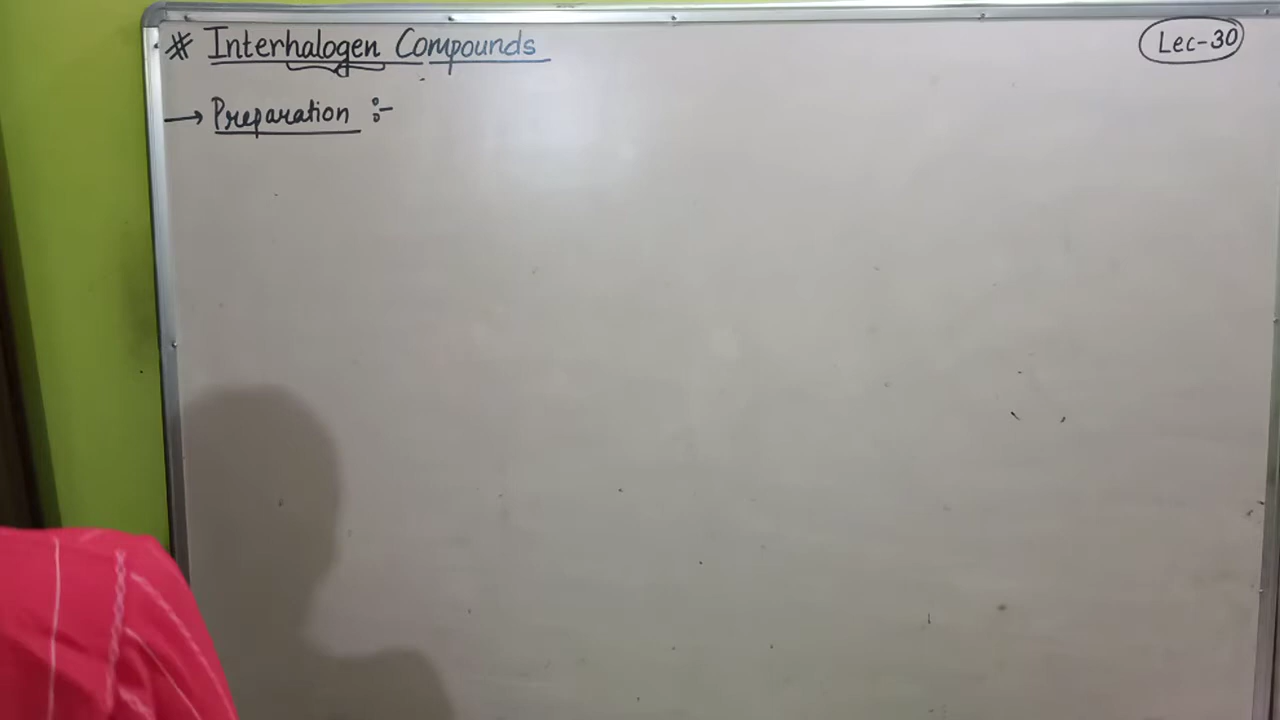 # Interhalogen Compounds
Lec-30
→ Preparation :-